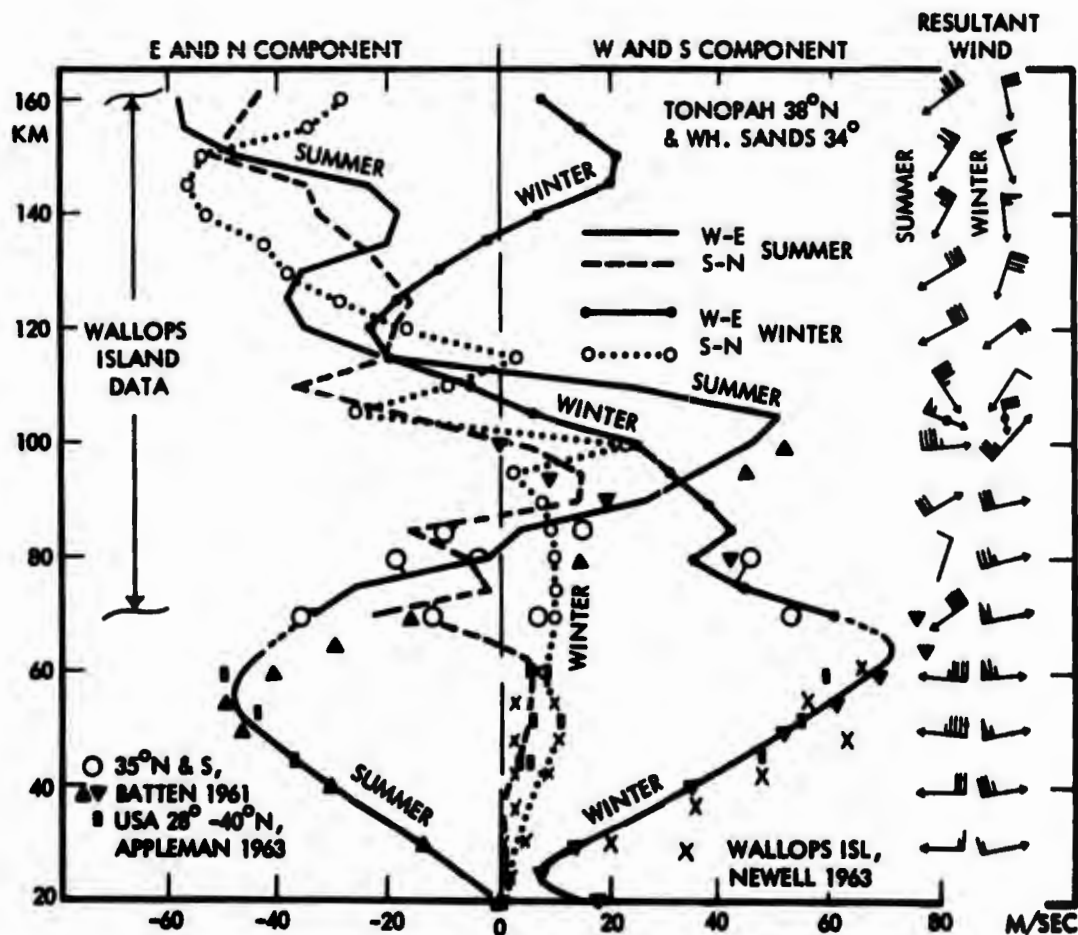 E AND N COMPONENT
W AND S COMPONENT
RESULTANT
WIND
160
KM
140
120
100
80
60
40
20
WALLOPS
ISLAND
DATA
SUMMER
WINTER
TONOPAH 38°N
& WH. SANDS 34°
W-E
S-N
SUMMER
W-E
S-N
WINTER
SUMMER
WINTER
WINTER
SUMMER
WINTER
SUMMER
WINTER
35°N & S,
BATTEN 1961
USA 28° -40°N,
APPLEMAN 1963
X WALLOPS ISL,
NEWELL 1963
-60
-40
-20
0
20
40
60
80
M/SEC